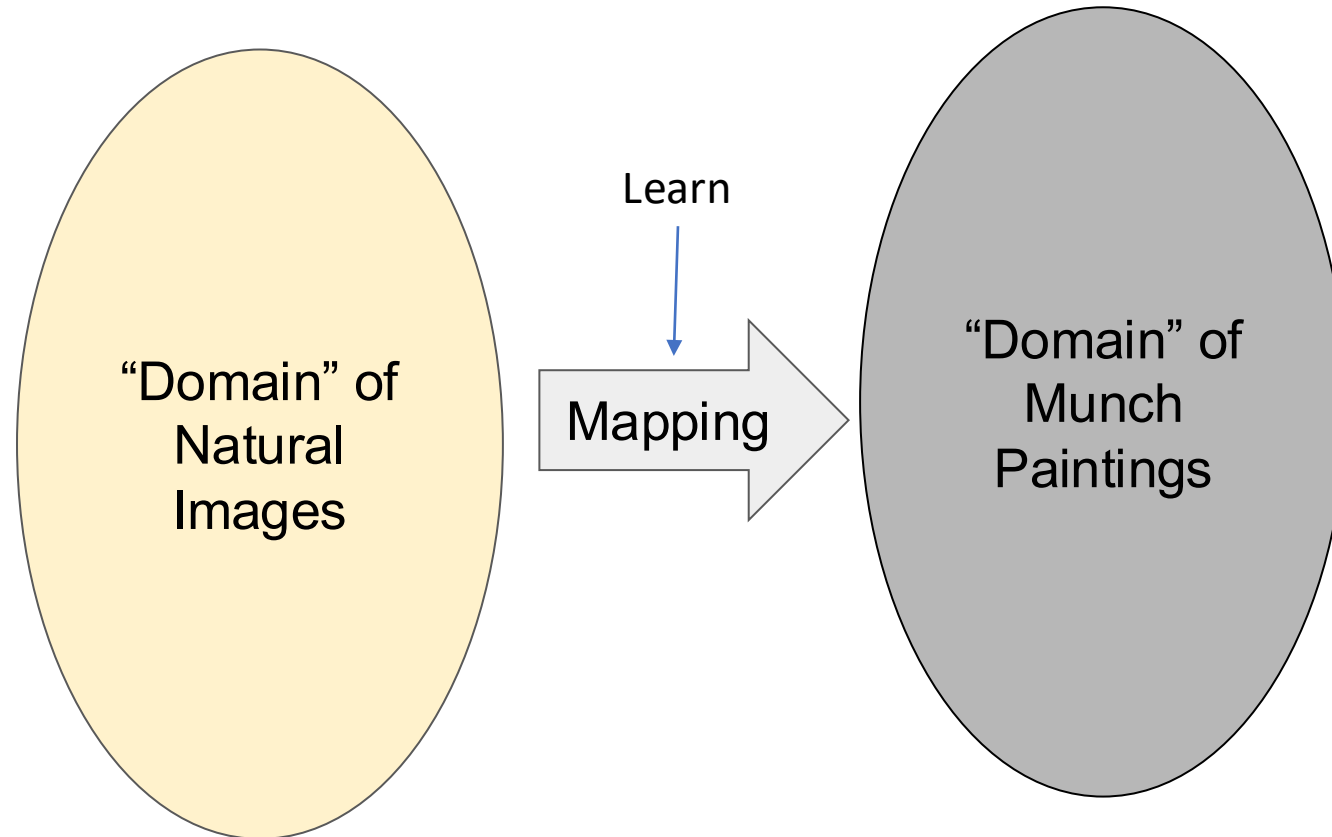 “Domain” of
Natural
Images
Learn
Mapping
“Domain” of
Munch
Paintings